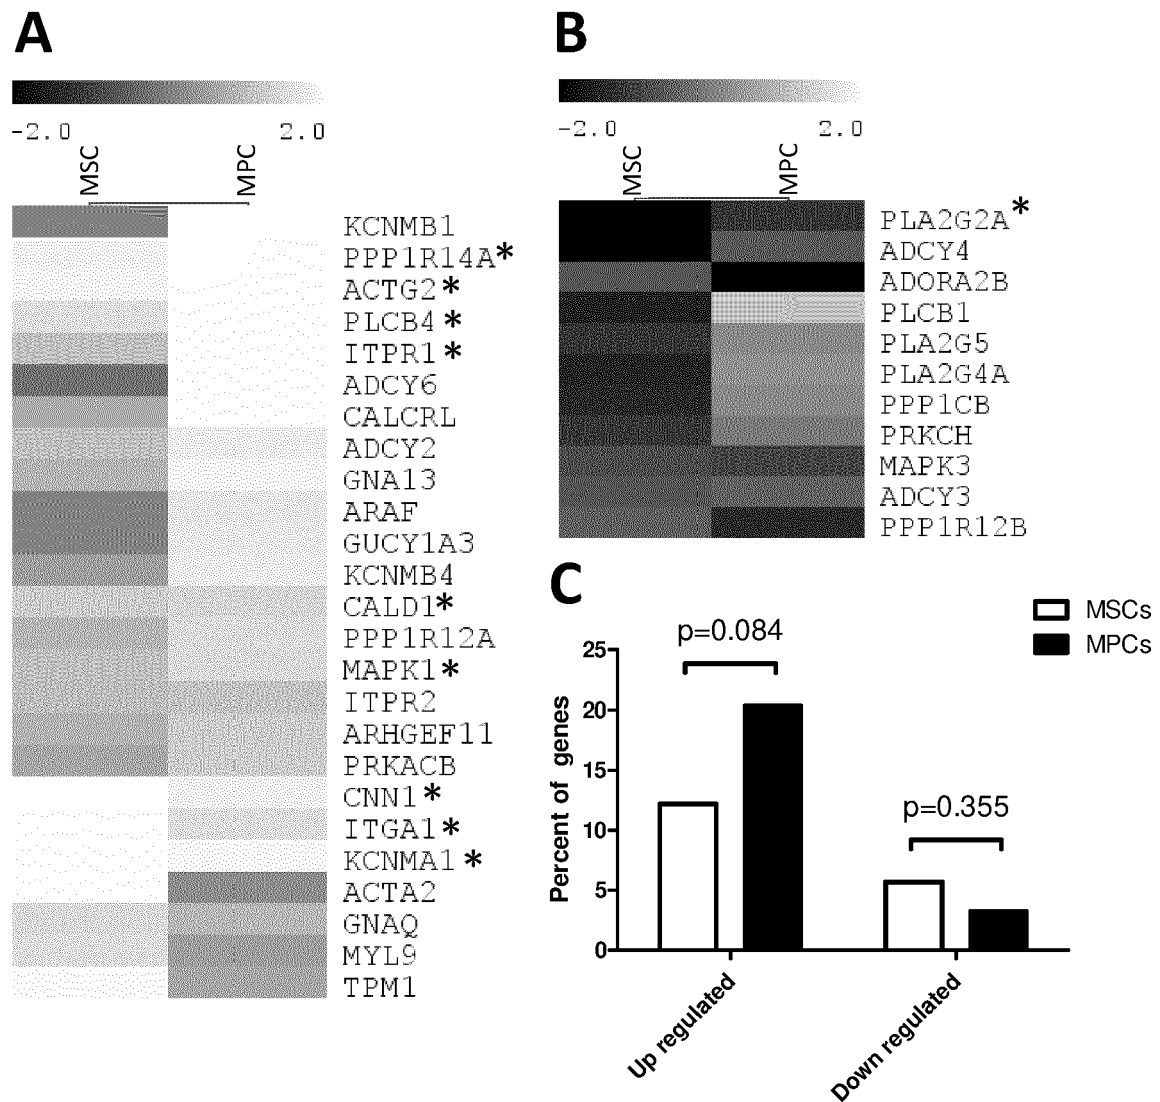 A
-2.0 2.0
MSC MPC
KCNMB1
PPP1R14A*
ACTG2*
PLCB4*
ITPR1*
ADCY6
CALCRL
ADCY2
GNA13
ARAF
GUCY1A3
KCNMB4
CALD1*
PPP1R12A
MAPK1*
ITPR2
ARHGEF11
PRKACB
CNN1*
ITGA1*
KCNMA1*
ACTA2
GNAQ
MYL9
TPM1
B
-2.0 2.0
MSC MPC
PLA2G2A*
ADCY4
ADORA2B
PLCB1
PLA2G5
PLA2G4A
PPP1CB
PRKCH
MAPK3
ADCY3
PPP1R12B
C
MSCs
MPCs
p=0.084
p=0.355
Percent of genes
25
20
15
10
5
0
Up regulated
Down regulated